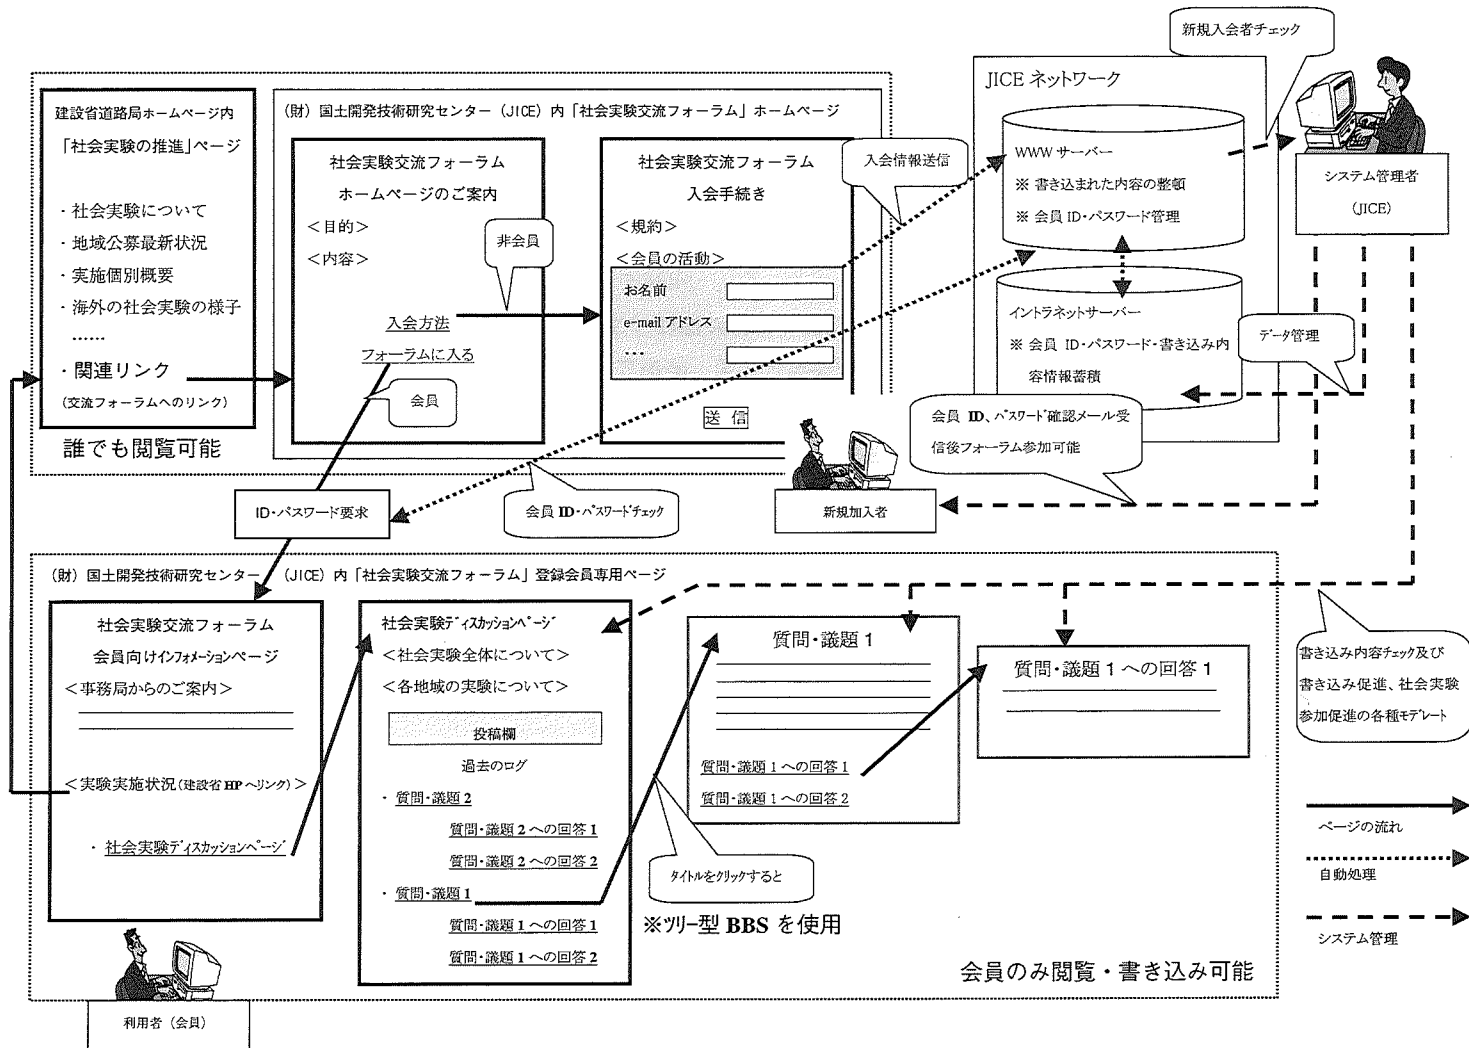 新規入会者チェック
JICE ネットワーク
建設省道路局ホームページ内
「社会実験の推進」ページ
・社会実験について
・地域公募最新状況
・実施個別概要
・海外の社会実験の様子
……
・関連リンク
(交流フォーラムへのリンク)
誰でも閲覧可能
(財) 国土開発技術研究センター (JICE) 内「社会実験交流フォーラム」ホームページ
社会実験交流フォーラム
ホームページのご案内
<目的>
<内容>
入会方法
フォーラムに入る
非会員
会員
社会実験交流フォーラム
入会手続き
<規約>
<会員の活動>
お名前
e-mail アドレス
…
送 信
入会情報送信
WWW サーバー
※ 書き込まれた内容の整頓
※ 会員 ID・パスワード管理
イントラネットサーバー
※ 会員 ID・パスワード・書き込み内
容情報蓄積
システム管理者
(JICE)
データ管理
会員 ID、パスワード確認メール受
信後フォーラム参加可能
新規加入者
ID・パスワード要求
会員 ID・パスワードチェック
(財) 国土開発技術研究センター (JICE) 内「社会実験交流フォーラム」登録会員専用ページ
社会実験交流フォーラム
会員向けインフォメーションページ
<事務局からのご案内>
<実験実施状況(建設省 HP へリンク)>
・ 社会実験ディスカッションページ
社会実験ディスカッションページ
<社会実験全体について>
<各地域の実験について>
投稿欄
過去のログ
・ 質問・議題 2
質問・議題 2 への回答 1
質問・議題 2 への回答 2
・ 質問・議題 1
質問・議題 1 への回答 1
質問・議題 1 への回答 2
質問・議題 1
質問・議題 1 への回答 1
質問・議題 1 への回答 2
タイトルをクリックすると
※ツリー型 BBS を使用
質問・議題 1 への回答 1
書き込み内容チェック及び
書き込み促進、社会実験
参加促進の各種モデレート
ページの流れ
自動処理
システム管理
会員のみ閲覧・書き込み可能
利用者（会員）